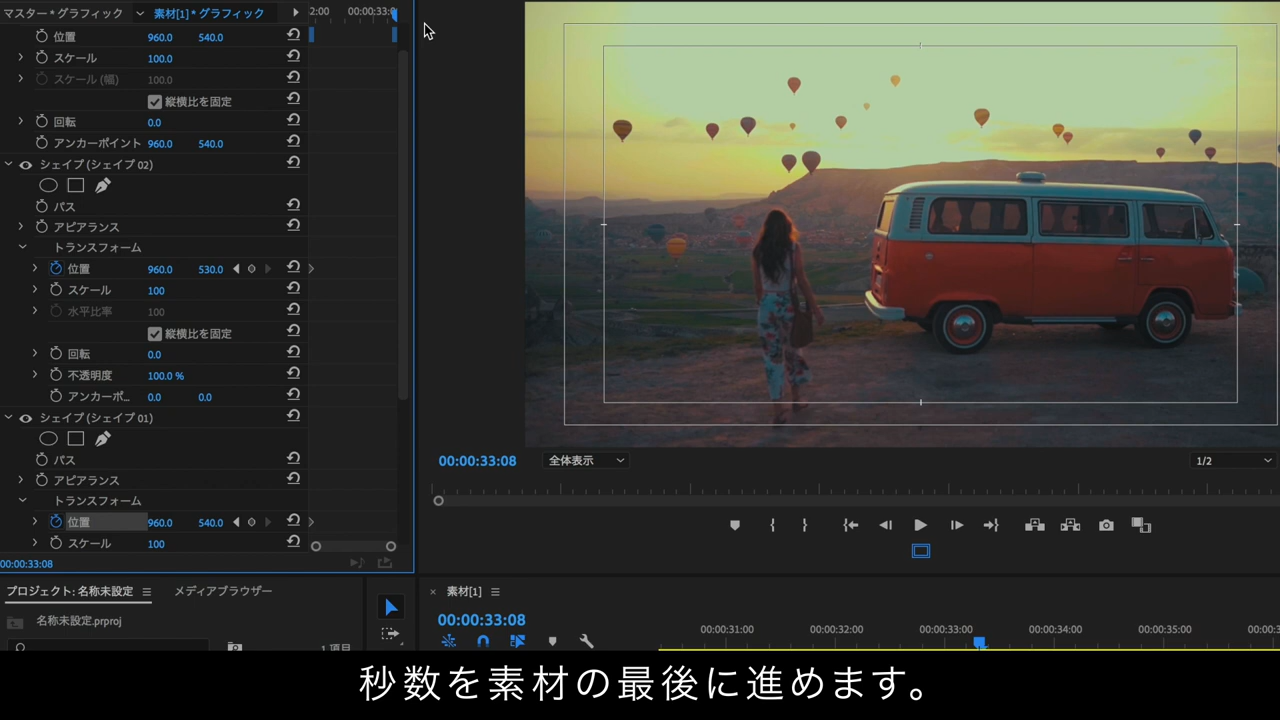 マスター * グラフィック 素材[1] * グラフィック 2:00 00:00:33:0
位置 960.0 540.0
スケール 100.0
スケール (幅) 100.0
縦横比を固定
回転 0.0
アンカーポイント 960.0 540.0
シェイプ (シェイプ 02)
パス
アピアランス
トランスフォーム
位置 960.0 530.0
スケール 100
水平比率 100
縦横比を固定
回転 0.0
不透明度 100.0 %
アンカーポ... 0.0 0.0
シェイプ (シェイプ 01)
パス
アピアランス
トランスフォーム
位置 960.0 540.0
スケール 100
00:00:33:08
00:00:33:08 全体表示 1/2
プロジェクト: 名称未設定 メディアブラウザー
名称未設定.prproj
1 項目
× 素材[1]
00:00:33:08
00:00:31:00 00:00:32:00 00:00:33:00 00:00:34:00 00:00:35:00 00:00:3
秒数を素材の最後に進めます。